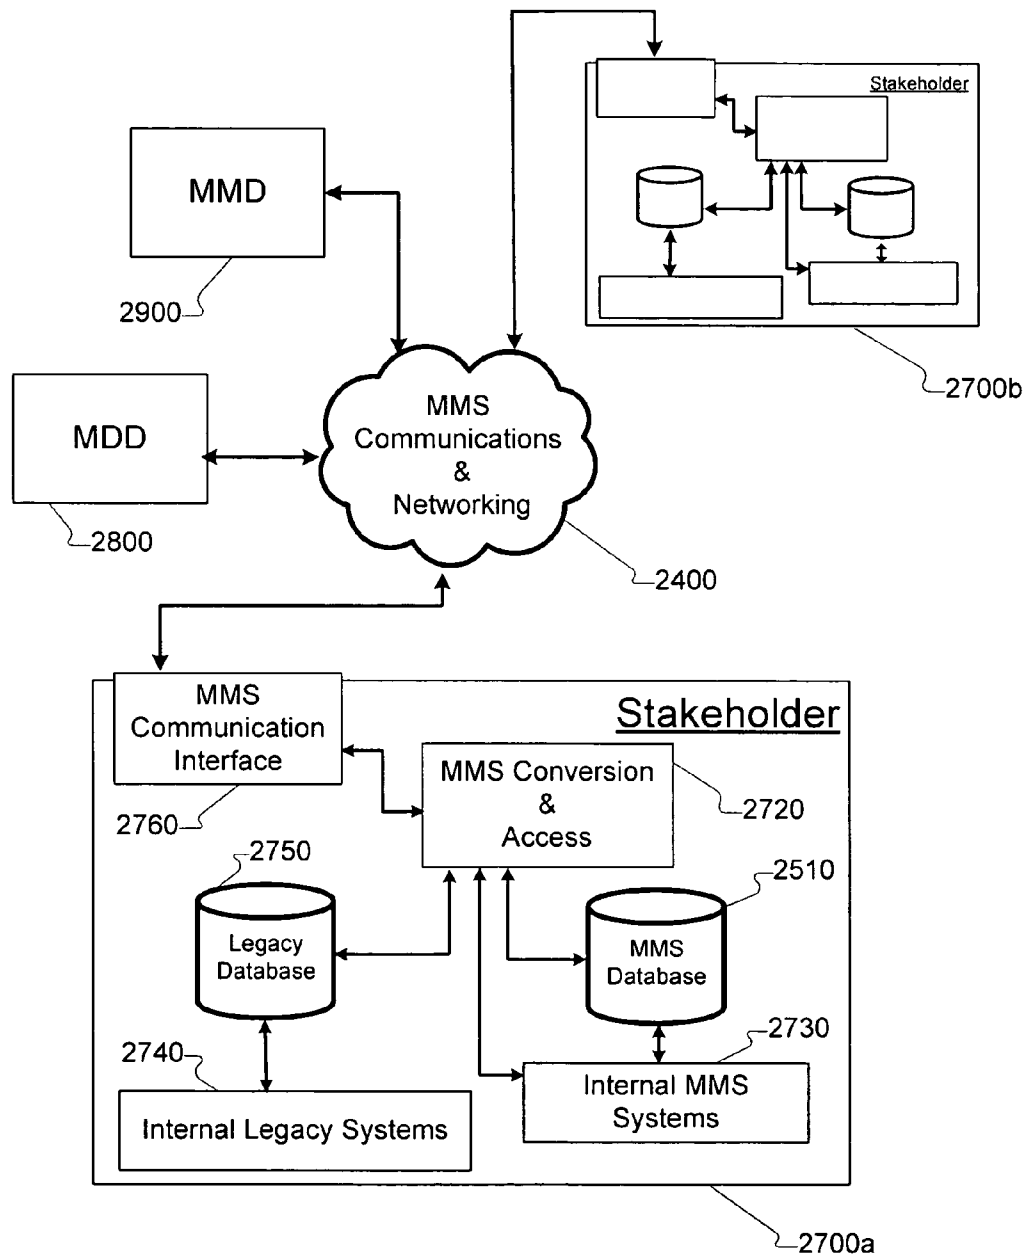 Stakeholder
MMD
2900
2700b
MDD
2800
MMS
Communications
&
Networking
2400
MMS
Communication
Interface
Stakeholder
2760
MMS Conversion
&
Access
2720
2750
2510
Legacy
Database
MMS
Database
2740
2730
Internal Legacy Systems
Internal MMS
Systems
2700a